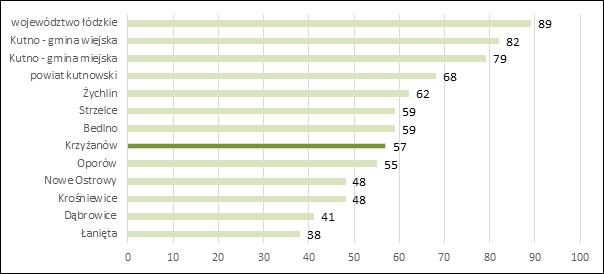 województwo łódzkie 89
Kutno - gmina wiejska 82
Kutno - gmina miejska 79
powiat kutnowski 68
Żychlin 62
Strzelce 59
Bedlno 59
Krzyżanów 57
Oporów 55
Nowe Ostrowy 48
Krośniewice 48
Dąbrowice 41
Łanięta 38
0 10 20 30 40 50 60 70 80 90 100